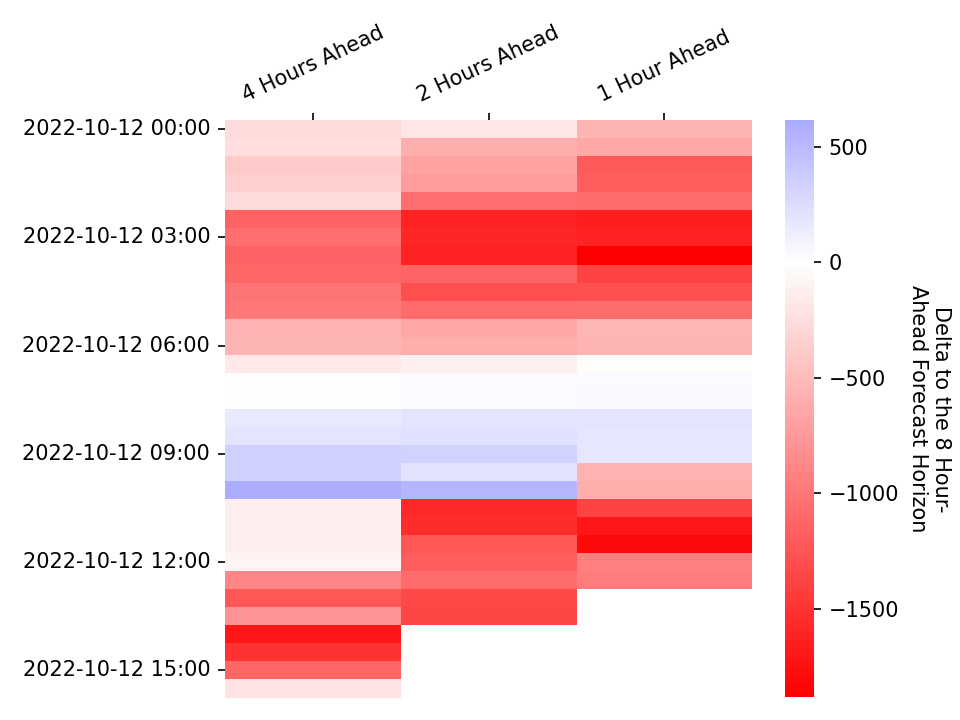 4 Hours Ahead
2 Hours Ahead
1 Hour Ahead
2022-10-12 00:00
2022-10-12 03:00
2022-10-12 06:00
2022-10-12 09:00
2022-10-12 12:00
2022-10-12 15:00
500
0
−500
−1000
−1500
Delta to the 8 Hour-
Ahead Forecast Horizon